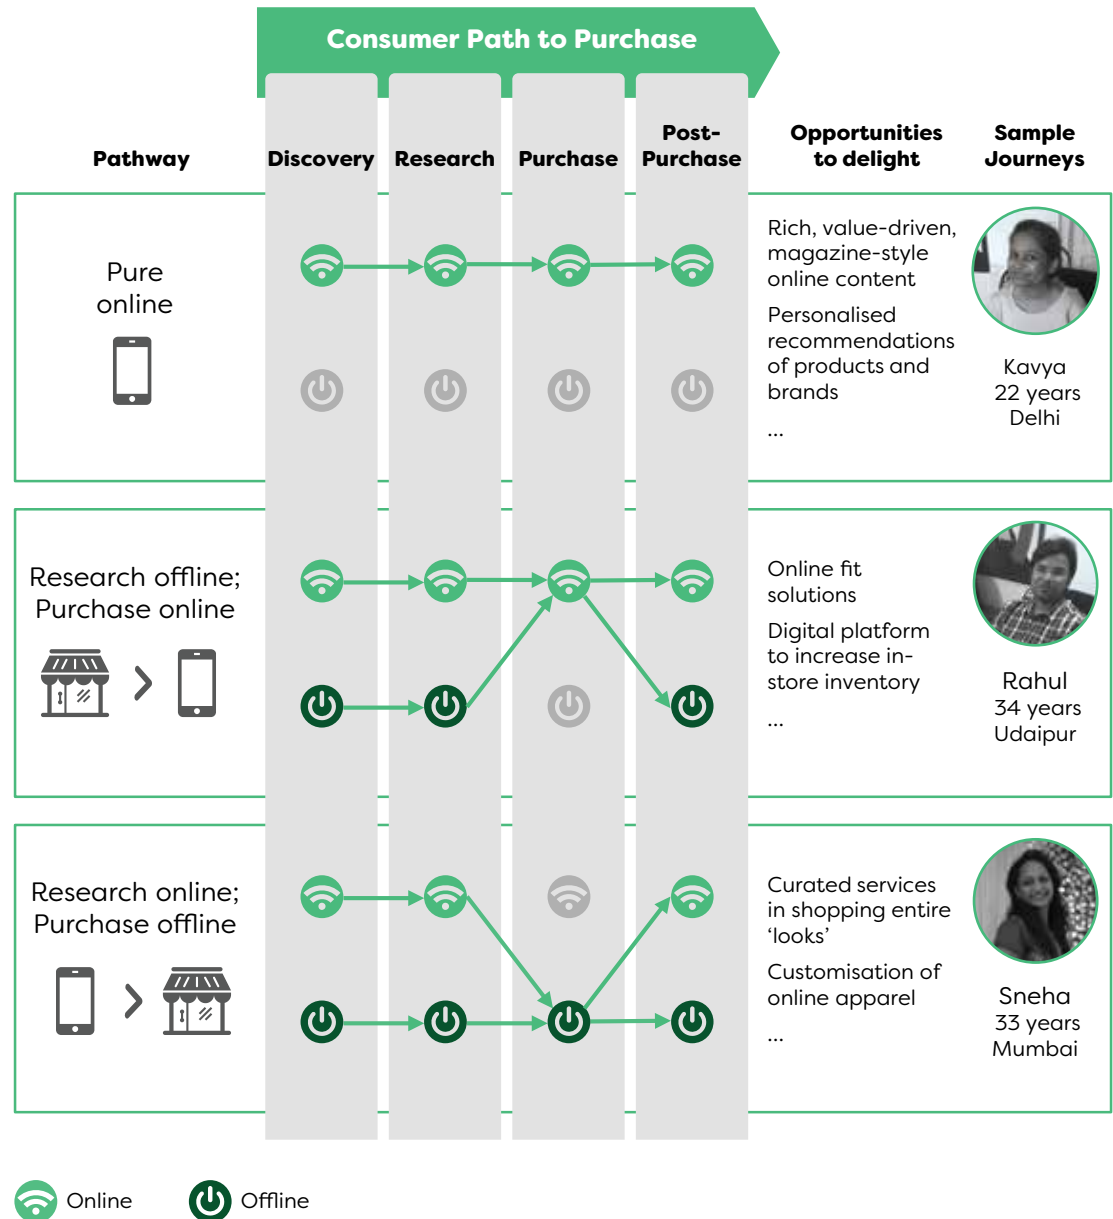 Consumer Path to Purchase
Pathway
Discovery
Research
Purchase
Post-
Purchase
Opportunities
to delight
Sample
Journeys
Pure
online
Rich, value-driven,
magazine-style
online content
Personalised
recommendations
of products and
brands
...
Kavya
22 years
Delhi
Research offline;
Purchase online
Online fit
solutions
Digital platform
to increase in-
store inventory
...
Rahul
34 years
Udaipur
Research online;
Purchase offline
Curated services
in shopping entire
‘looks’
Customisation of
online apparel
...
Sneha
33 years
Mumbai
Online
Offline